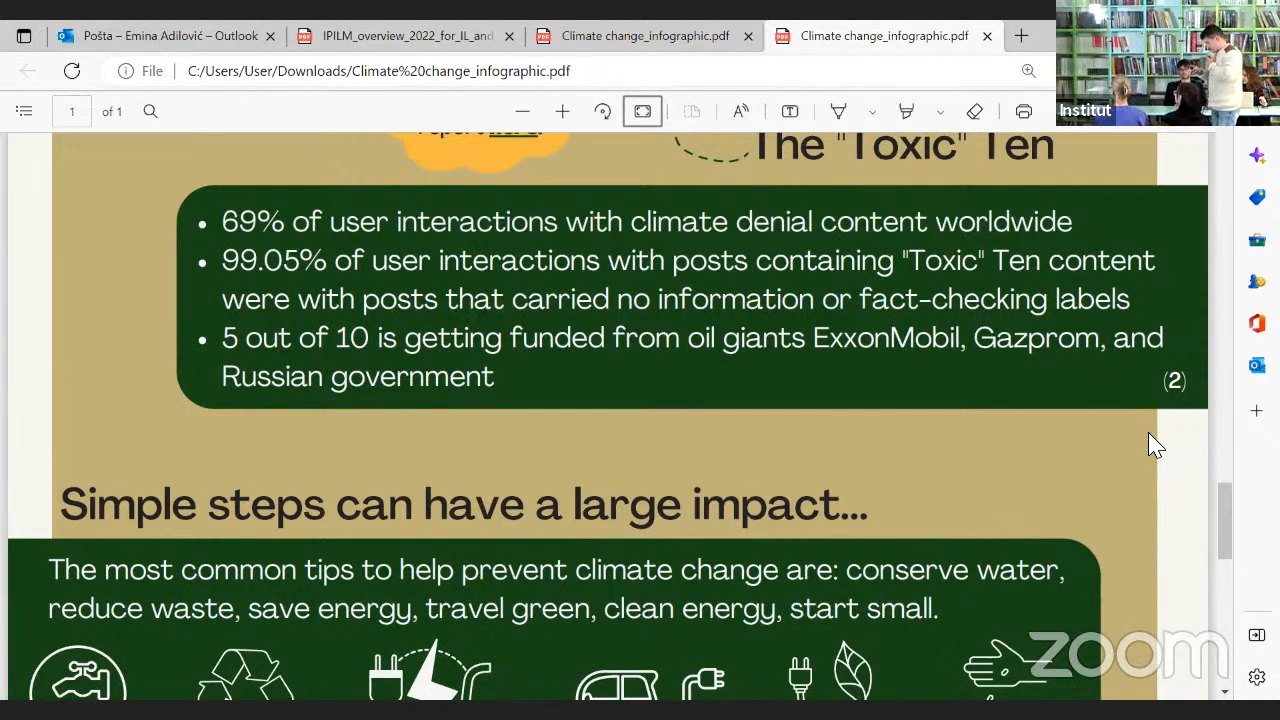 Pošta – Emina Adilović – Outlook
IPILM_overview_2022_for_IL_and
Climate change_infographic.pdf
Climate change_infographic.pdf
File
C:/Users/User/Downloads/Climate%20change_infographic.pdf
1 of 1
Institut
The "Toxic" Ten
• 69% of user interactions with climate denial content worldwide
• 99.05% of user interactions with posts containing "Toxic" Ten content
were with posts that carried no information or fact-checking labels
• 5 out of 10 is getting funded from oil giants ExxonMobil, Gazprom, and
Russian government
(2)
Simple steps can have a large impact...
The most common tips to help prevent climate change are: conserve water,
reduce waste, save energy, travel green, clean energy, start small.
zoom